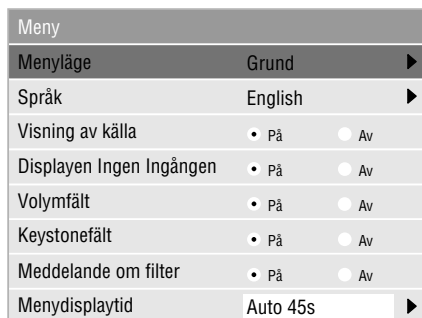 Meny
Menyläge Grund
Språk English
Visning av källa På Av
Displayen Ingen Ingången På Av
Volymfält På Av
Keystonefält På Av
Meddelande om filter På Av
Menydisplaytid Auto 45s